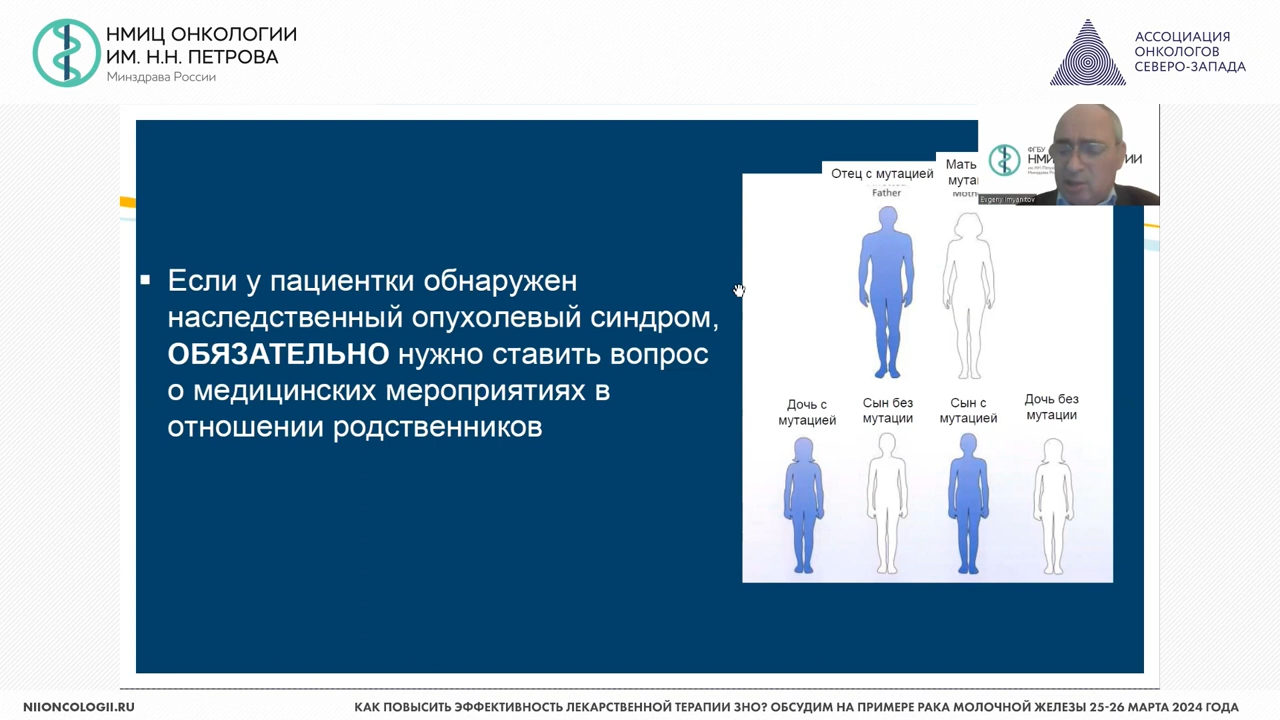 НМИЦ ОНКОЛОГИИ
ИМ. Н.Н. ПЕТРОВА
Минздрава России
АССОЦИАЦИЯ
ОНКОЛОГОВ
СЕВЕРО-ЗАПАДА
ФГБУ
Evgeny Imyanitov
Отец с мутацией
Мать
Father
▪ Если у пациентки обнаружен
наследственный опухолевый синдром,
ОБЯЗАТЕЛЬНО нужно ставить вопрос
о медицинских мероприятиях в
отношении родственников
Дочь с
мутацией
Сын без
мутации
Сын с
мутацией
Дочь без
мутации
NIIONCOLOGII.RU
КАК ПОВЫСИТЬ ЭФФЕКТИВНОСТЬ ЛЕКАРСТВЕННОЙ ТЕРАПИИ ЗНО? ОБСУДИМ НА ПРИМЕРЕ РАКА МОЛОЧНОЙ ЖЕЛЕЗЫ 25-26 МАРТА 2024 ГОДА